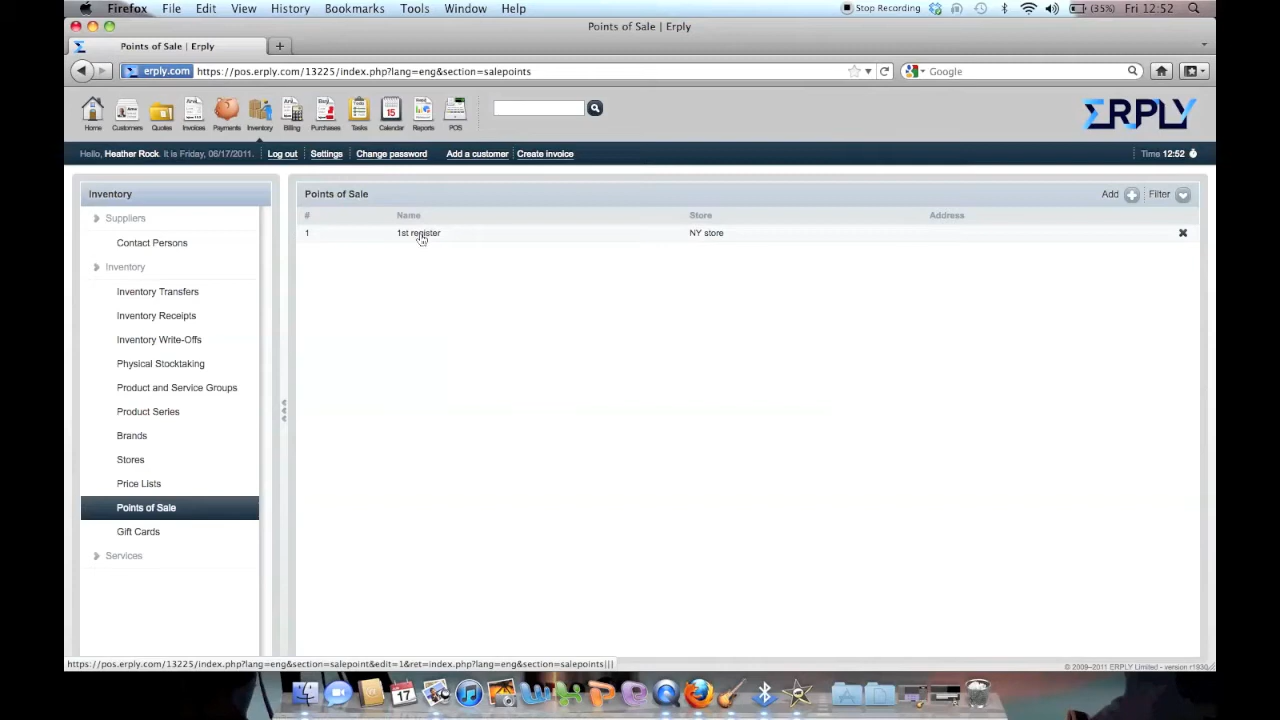 Firefox File Edit View History Bookmarks Tools Window Help Stop Recording (35%) Fri 12:52
Points of Sale | Erply
Points of Sale | Erply
erply.com https://pos.erply.com/13225/index.php?lang=eng&section=salepoints Google
Home Customers Quotes Invoices Payments Inventory Billing Purchases Tasks Calendar Reports POS
ERPLY
Hello, Heather Rock. It is Friday, 06/17/2011. Log out Settings Change password Add a customer Create invoice Time 12:52
Inventory
Suppliers
Contact Persons
Inventory
Inventory Transfers
Inventory Receipts
Inventory Write-Offs
Physical Stocktaking
Product and Service Groups
Product Series
Brands
Stores
Price Lists
Points of Sale
Gift Cards
Services
Points of Sale Add Filter
# Name Store Address
1 1st register NY store
https://pos.erply.com/13225/index.php?lang=eng&section=salepoint&edit=1&ret=index.php?lang=eng&section=salepoints|||
© 2009-2011 ERPLY Limited - version r1930
17